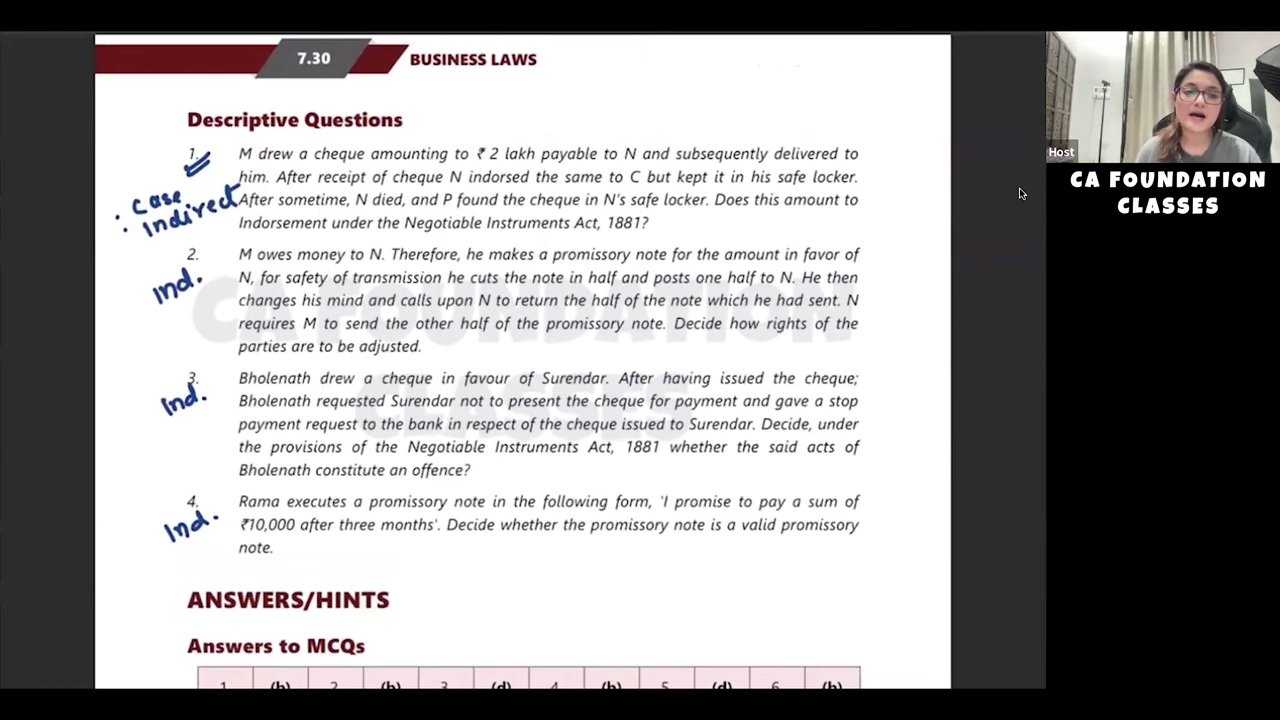 7.30 BUSINESS LAWS
Descriptive Questions
1. M drew a cheque amounting to ₹ 2 lakh payable to N and subsequently delivered to
him. After receipt of cheque N indorsed the same to C but kept it in his safe locker.
After sometime, N died, and P found the cheque in N's safe locker. Does this amount to
Indorsement under the Negotiable Instruments Act, 1881?
: case
indirect
2. M owes money to N. Therefore, he makes a promissory note for the amount in favor of
N, for safety of transmission he cuts the note in half and posts one half to N. He then
changes his mind and calls upon N to return the half of the note which he had sent. N
requires M to send the other half of the promissory note. Decide how rights of the
parties are to be adjusted.
Ind.
3. Bholenath drew a cheque in favour of Surendar. After having issued the cheque;
Bholenath requested Surendar not to present the cheque for payment and gave a stop
payment request to the bank in respect of the cheque issued to Surendar. Decide, under
the provisions of the Negotiable Instruments Act, 1881 whether the said acts of
Bholenath constitute an offence?
Ind.
4. Rama executes a promissory note in the following form, 'I promise to pay a sum of
₹10,000 after three months'. Decide whether the promissory note is a valid promissory
note.
Ind.
ANSWERS/HINTS
Answers to MCQs
1 (b) 2 (b) 3 (d) 4 (b) 5 (d) 6 (b)
CA FOUNDATION
CLASSES
Host
CA FOUNDATION
CLASSES